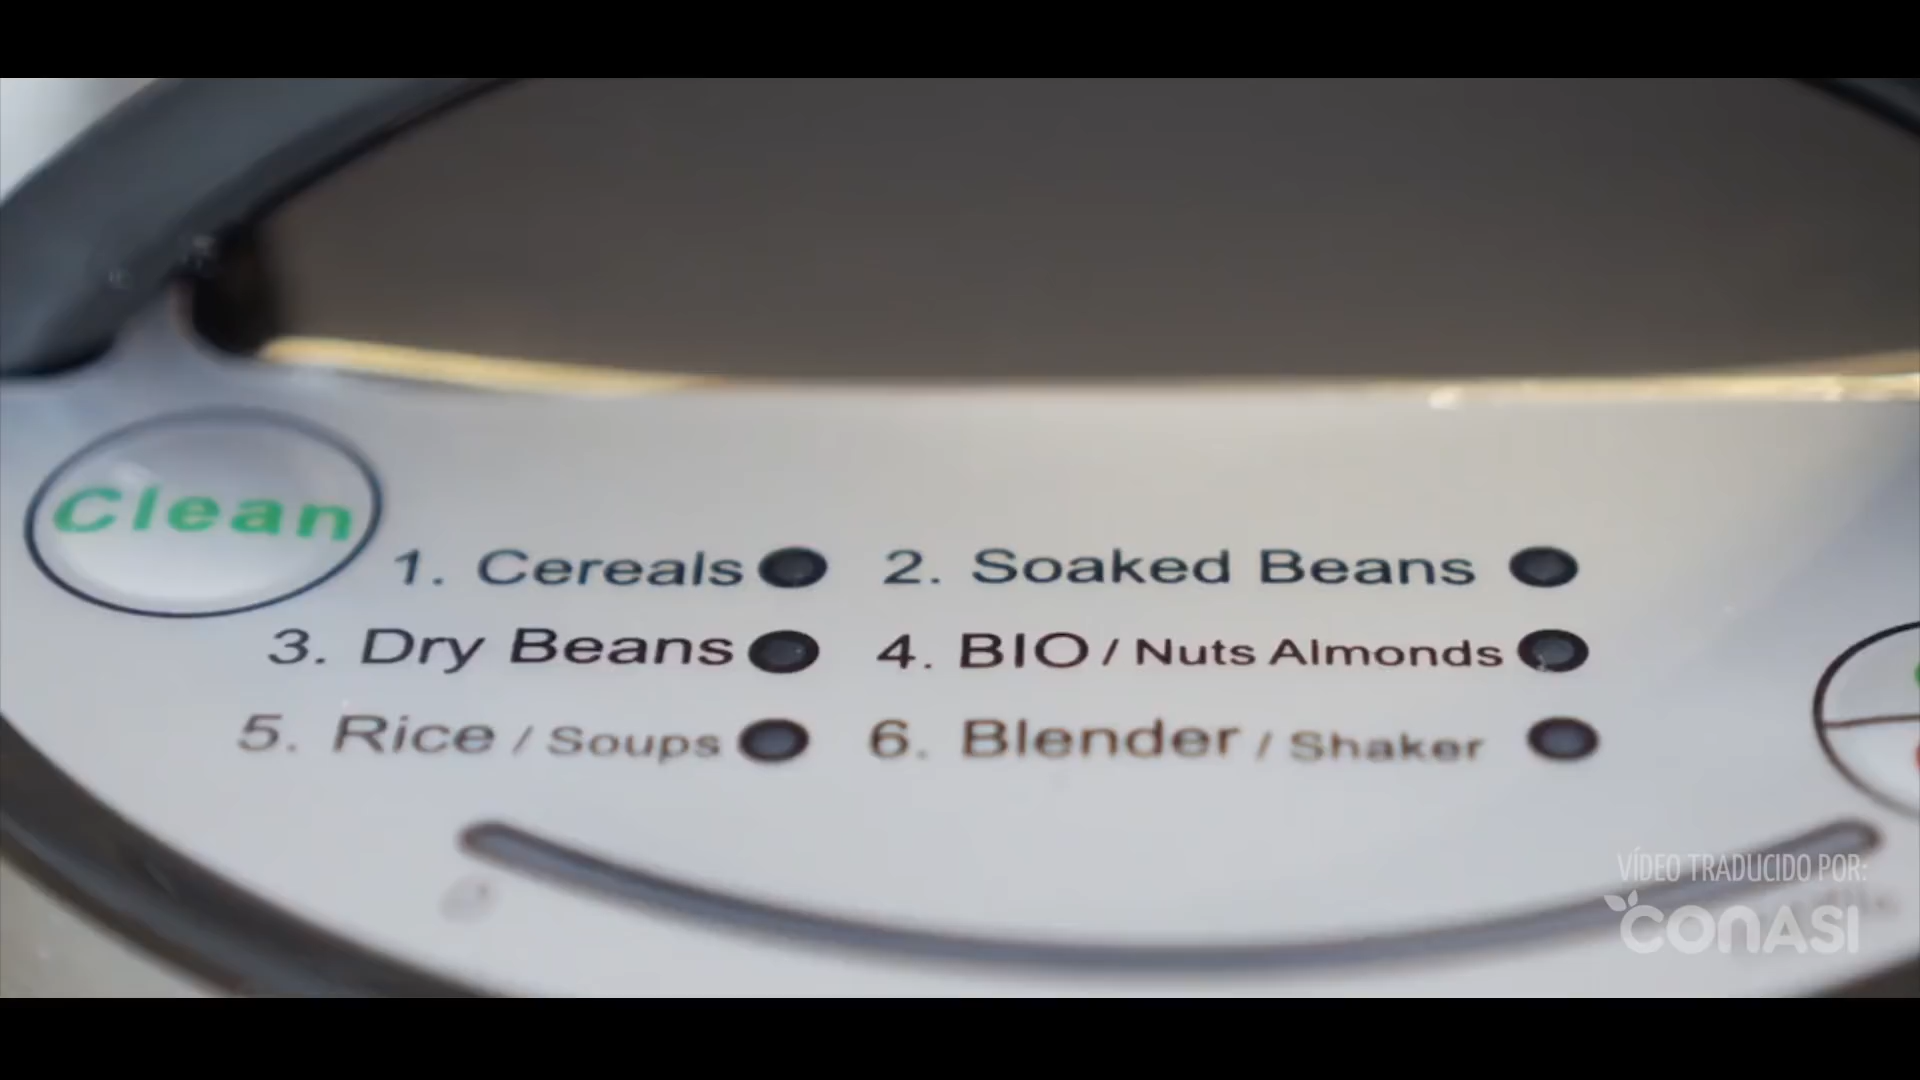 Clean
1. Cereals 2. Soaked Beans
3. Dry Beans 4. BIO / Nuts Almonds
5. Rice / Soups 6. Blender / Shaker
VÍDEO TRADUCIDO POR:
CONASI